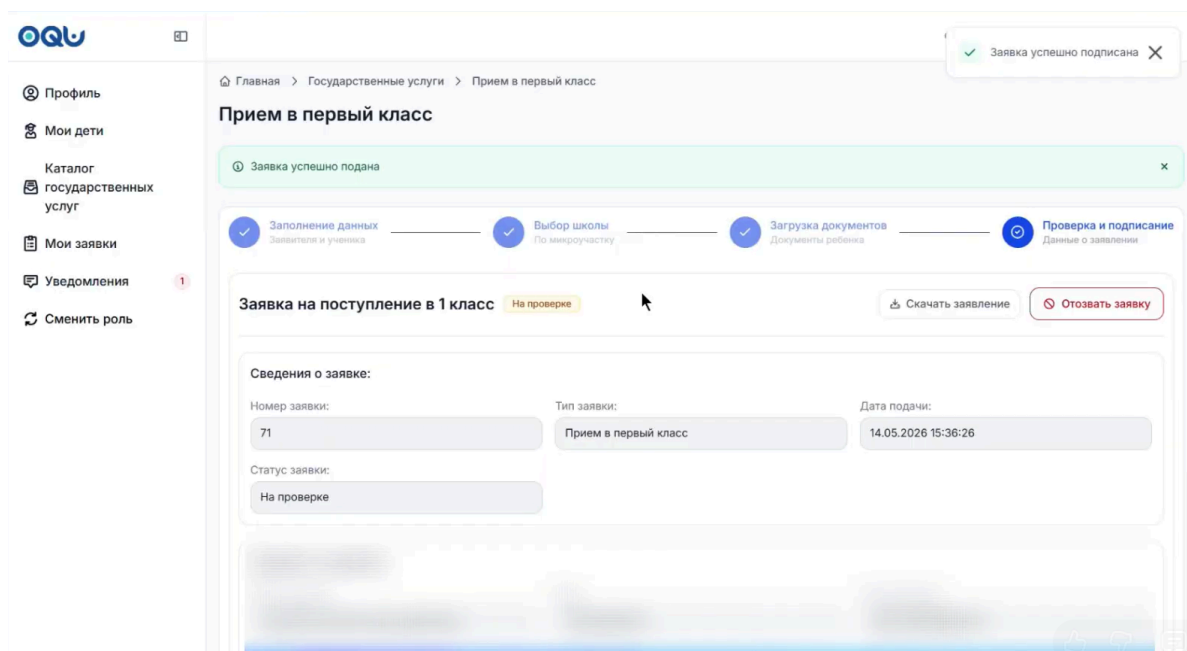 OQU
Заявка успешно подписана
Главная > Государственные услуги > Прием в первый класс
Прием в первый класс
Профиль
Мои дети
Каталог
государственных
услуг
Мои заявки
Уведомления 1
Сменить роль
Заявка успешно подана
Заполнение данных
Заявителя и ученика
Выбор школы
По микроучастку
Загрузка документов
Документы ребенка
Проверка и подписание
Данные о заявлении
Заявка на поступление в 1 класс
На проверке
Скачать заявление
Отозвать заявку
Сведения о заявке:
Номер заявки:
71
Тип заявки:
Прием в первый класс
Дата подачи:
14.05.2026 15:36:26
Статус заявки:
На проверке